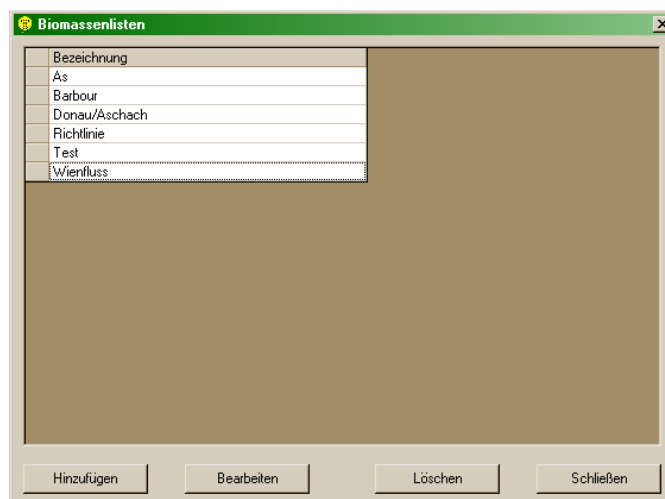 Biomassenlisten
Bezeichnung
As
Barbour
Donau/Aschach
Richtlinie
Test
Wienfluss
Hinzufügen Bearbeiten Löschen Schließen